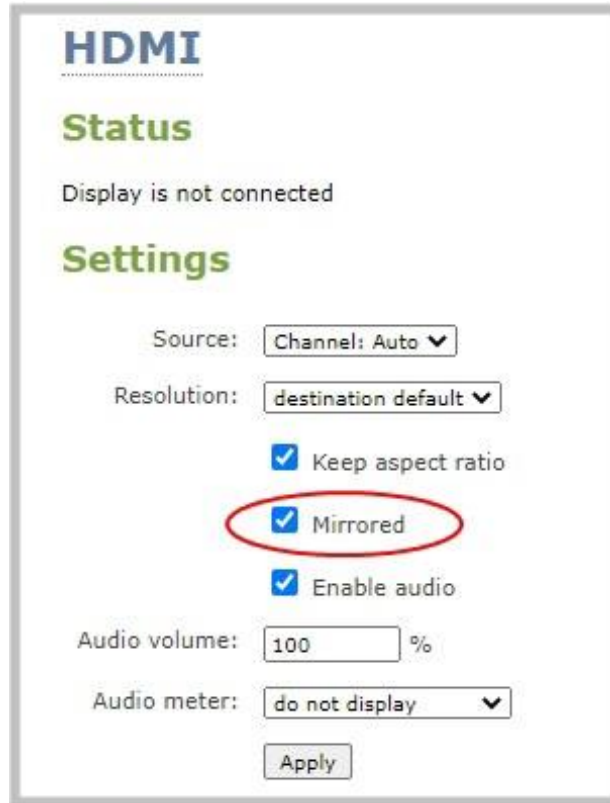 HDMI
Status
Display is not connected
Settings
Source: Channel: Auto
Resolution: destination default
Keep aspect ratio
Mirrored
Enable audio
Audio volume: 100 %
Audio meter: do not display
Apply